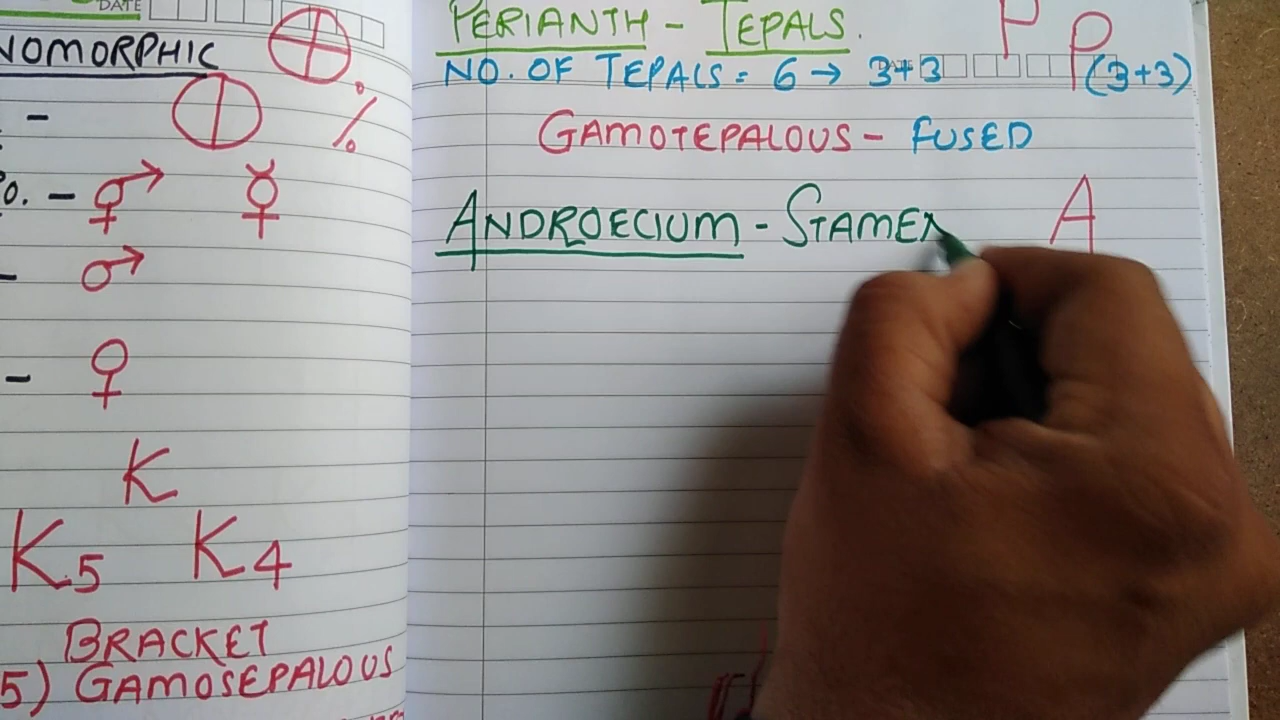 DATE
NOMORPHIC
%
O. -
K
K5 K4
BRACKET
5) GAMOSEPALOUS
PERIANTH - TEPALS. P
NO. OF TEPALS = 6 → 3+3 P(3+3)
GAMOTEPALOUS - FUSED
ANDROECIUM - STAMEN A